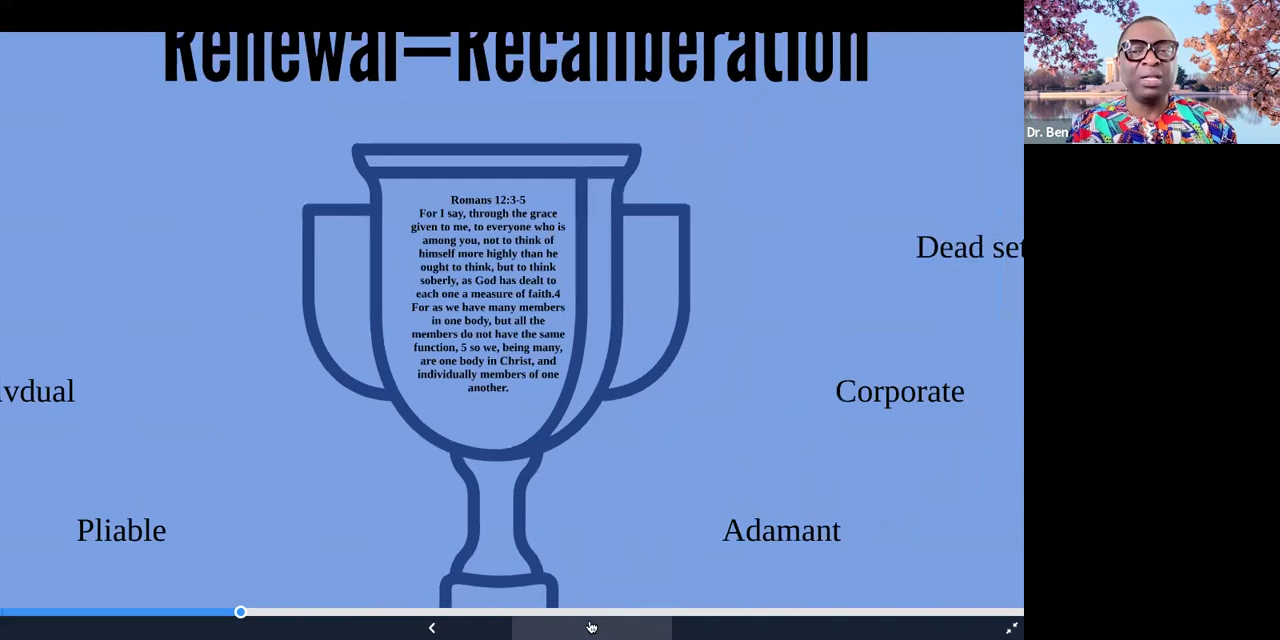 Renewal=Recaliberation
Dr. Ben
Romans 12:3-5
For I say, through the grace
given to me, to everyone who is
among you, not to think of
himself more highly than he
ought to think, but to think
soberly, as God has dealt to
each one a measure of faith.4
For as we have many members
in one body, but all the
members do not have the same
function, 5 so we, being many,
are one body in Christ, and
individually members of one
another.
Dead set
ivdual
Corporate
Pliable
Adamant